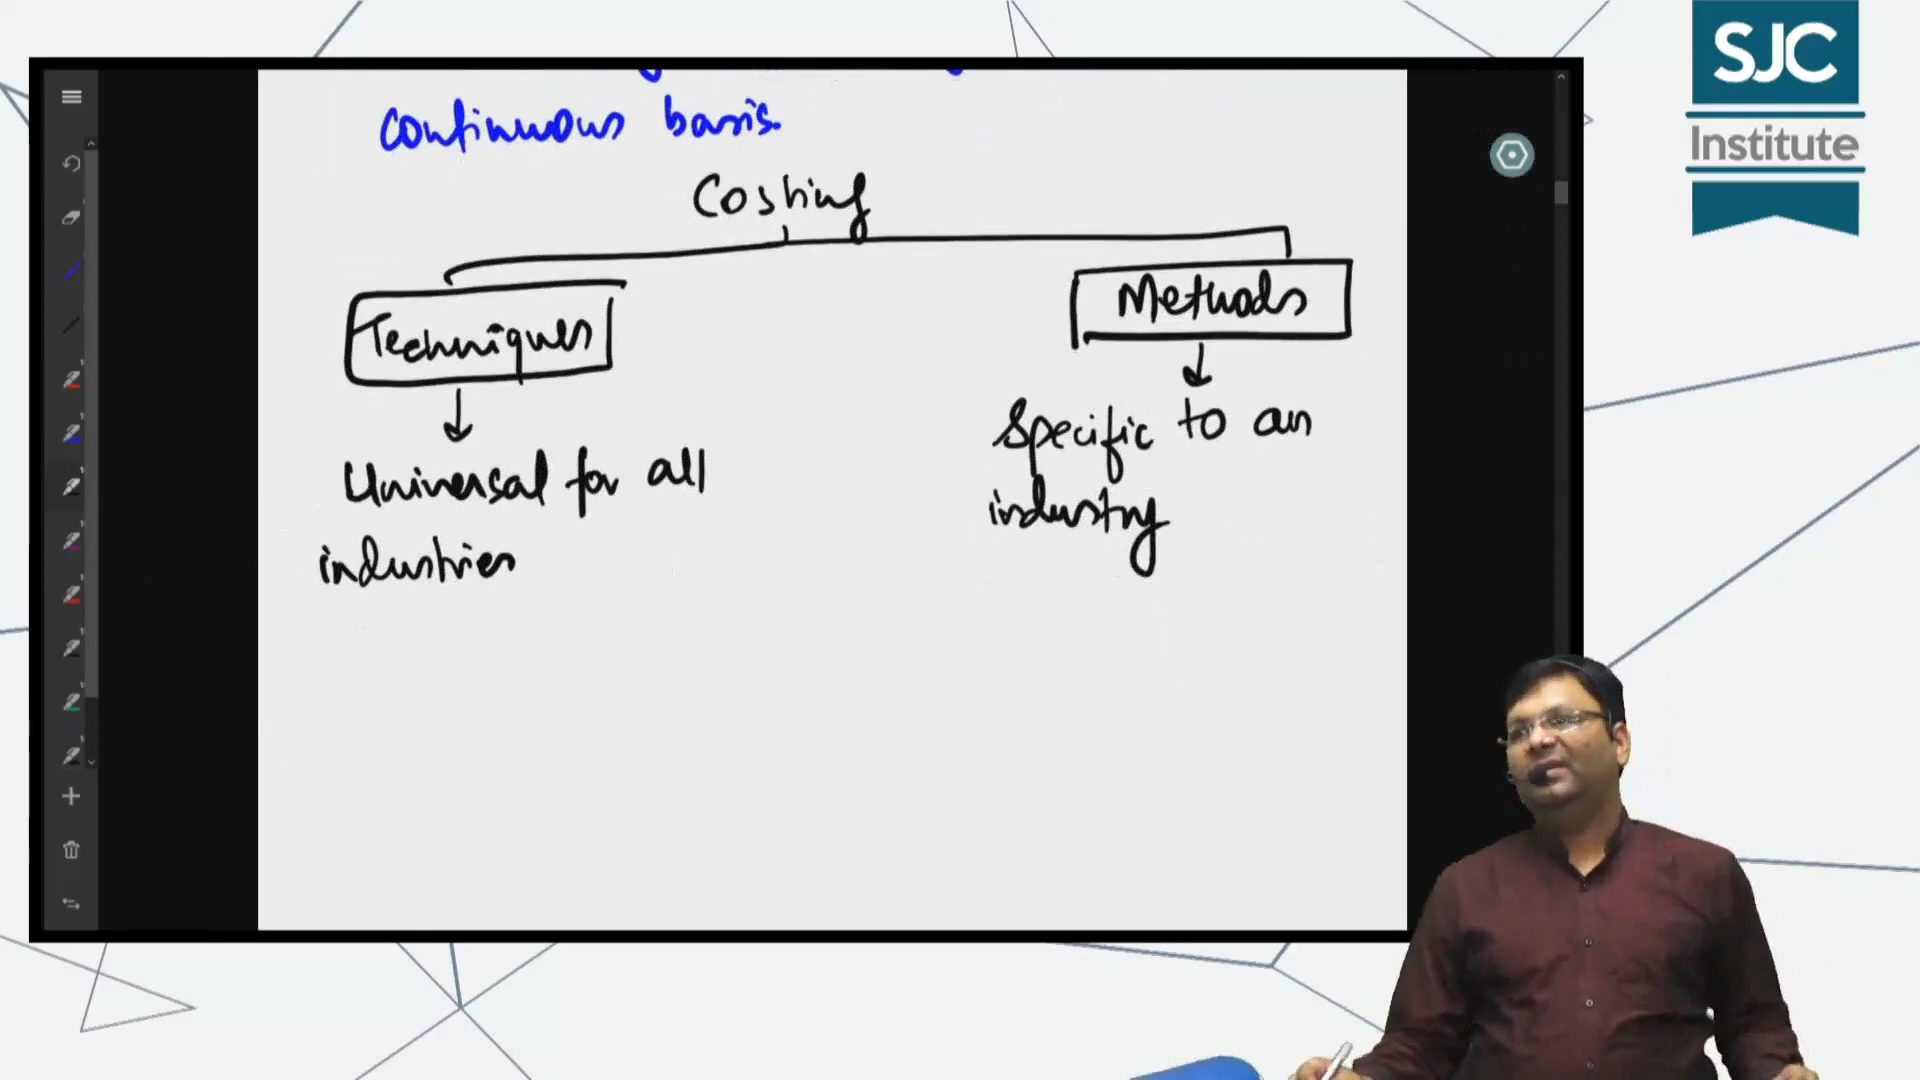 SJC
Institute
continuous basis.
Costing
Techniques
Methods
Universal for all
industries
Specific to an
industry